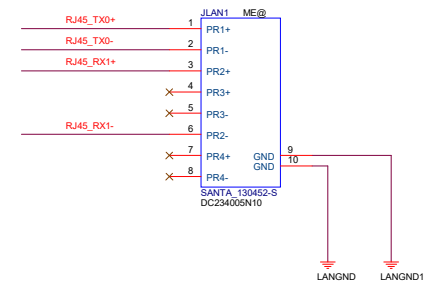 JLAN1 ME@
RJ45_TX0+ 1 PR1+
RJ45_TX0- 2 PR1-
RJ45_RX1+ 3 PR2+
4 PR3+
5 PR3-
RJ45_RX1- 6 PR2-
7 PR4+ GND 9
GND 10
8 PR4-
SANTA_130452-S
DC234005N10
LANGND LANGND1